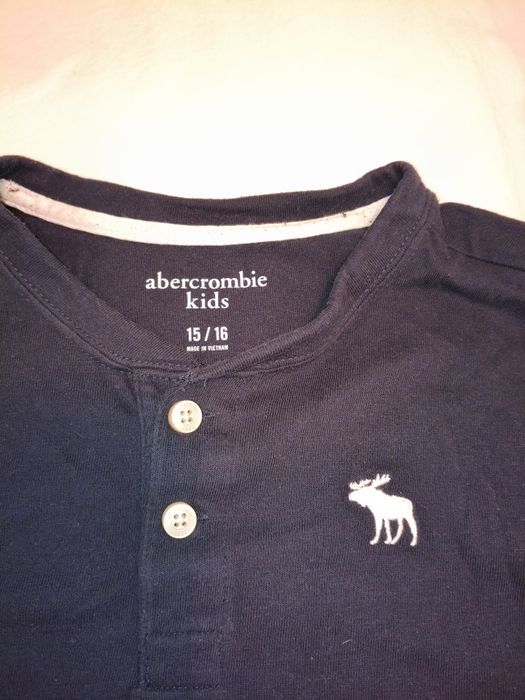 abercrombie
kids
15 / 16
MADE IN VIETNAM